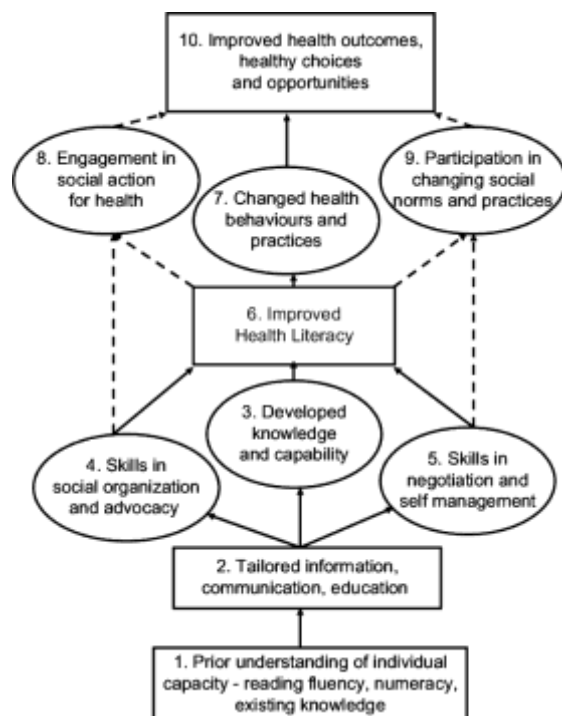 10. Improved health outcomes,
healthy choices
and opportunities
8. Engagement in
social action
for health
9. Participation in
changing social
norms and practices
7. Changed health
behaviours and
practices
6. Improved
Health Literacy
3. Developed
knowledge
and capability
4. Skills in
social organization
and advocacy
5. Skills in
negotiation and
self management
2. Tailored information,
communication, education
1. Prior understanding of individual
capacity - reading fluency, numeracy,
existing knowledge